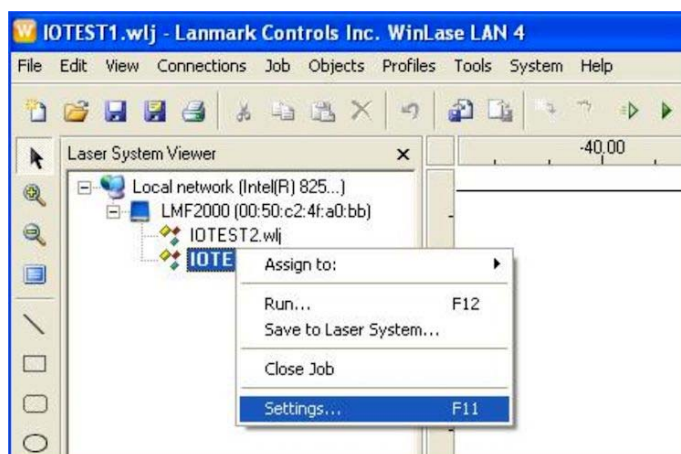 IOTEST1.wlj - Lanmark Controls Inc. WinLase LAN 4
File Edit View Connections Job Objects Profiles Tools System Help
Laser System Viewer
-40.00
Local network (Intel(R) 825...)
LMF2000 (00:50:c2:4f:a0:bb)
IOTEST2.wlj
IOTE
Assign to:
Run... F12
Save to Laser System...
Close Job
Settings... F11